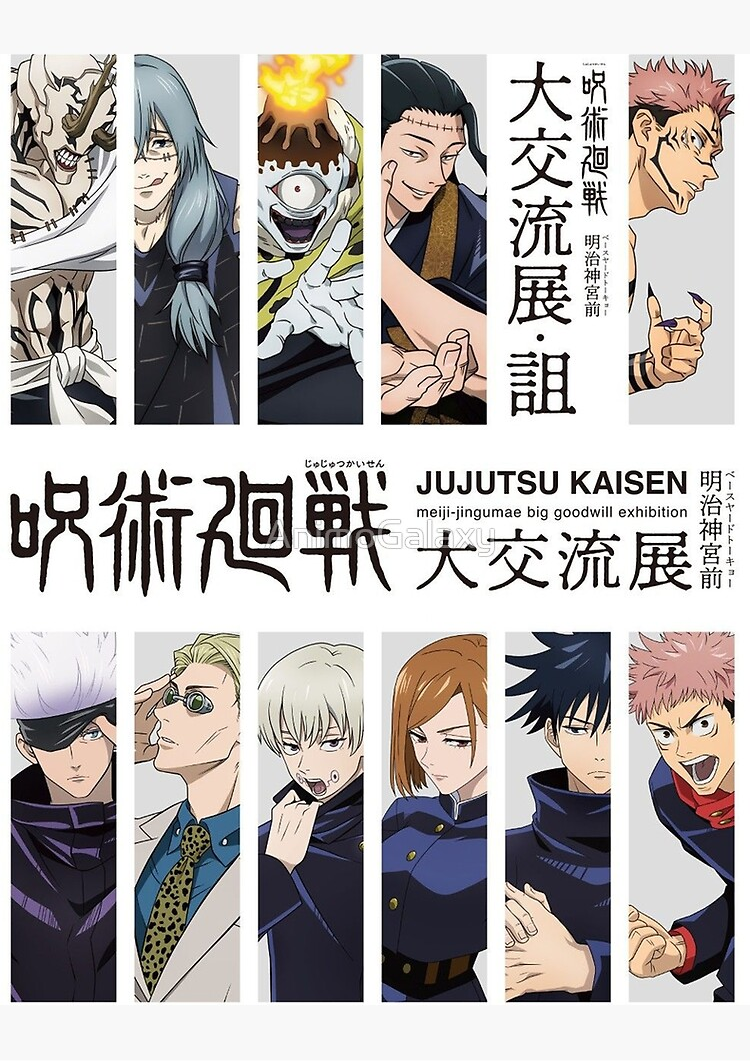 呪術廻戦
ベースヤードトーキョー
明治神宮前
大交流展・詛
じゅじゅつかいせん
呪術廻戦
JUJUTSU KAISEN
meiji-jingumae big goodwill exhibition
大交流展
ベースヤードトーキョー
明治神宮前
AnimeGalaxy